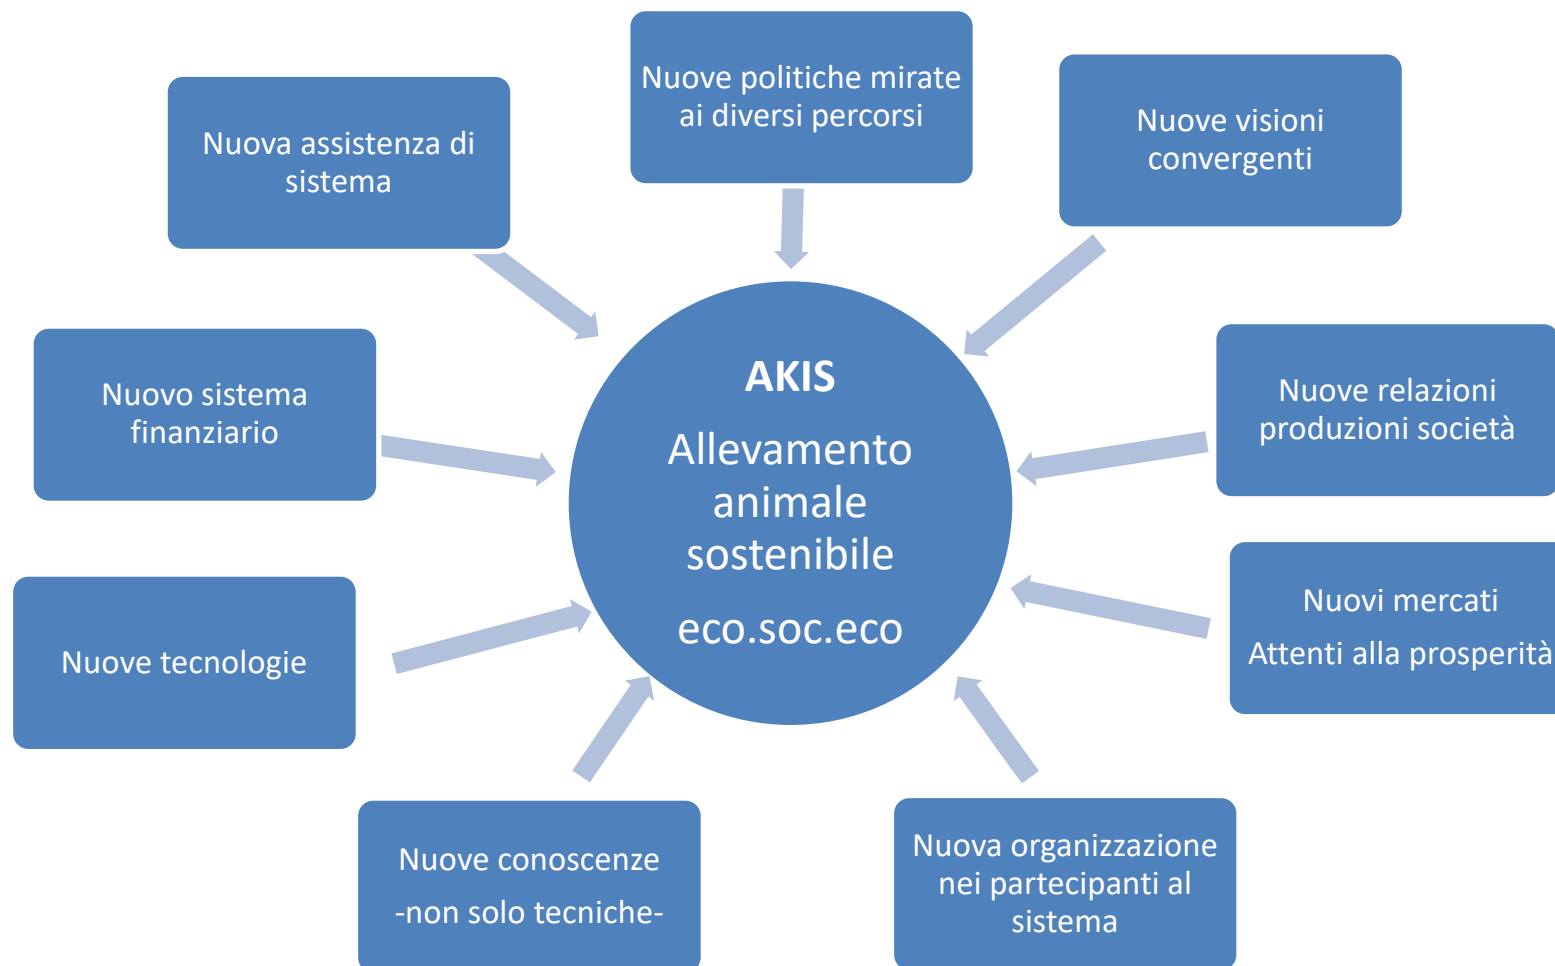 Nuove politiche mirate
ai diversi percorsi
Nuove visioni
convergenti
Nuova assistenza di
sistema
Nuove relazioni
produzioni società
Nuovo sistema
finanziario
AKIS
Allevamento
animale
sostenibile
eco.soc.eco
Nuovi mercati
Attenti alla prosperità
Nuove tecnologie
Nuova organizzazione
nei partecipanti al
sistema
Nuove conoscenze
-non solo tecniche-